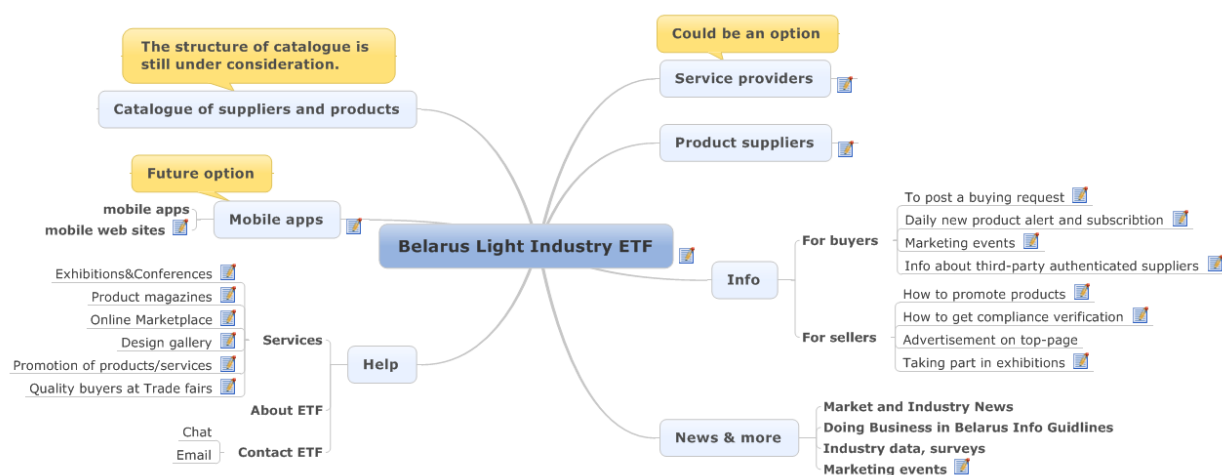 The structure of catalogue is
still under consideration.
Catalogue of suppliers and products
Future option
Mobile apps
mobile apps
mobile web sites
Help
Services
Exhibitions&Conferences
Product magazines
Online Marketplace
Design gallery
Promotion of products/services
Quality buyers at Trade fairs
About ETF
Contact ETF
Chat
Email
Belarus Light Industry ETF
Could be an option
Service providers
Product suppliers
Info
For buyers
To post a buying request
Daily new product alert and subscribtion
Marketing events
Info about third-party authenticated suppliers
For sellers
How to promote products
How to get compliance verification
Advertisement on top-page
Taking part in exhibitions
News & more
Market and Industry News
Doing Business in Belarus Info Guidlines
Industry data, surveys
Marketing events